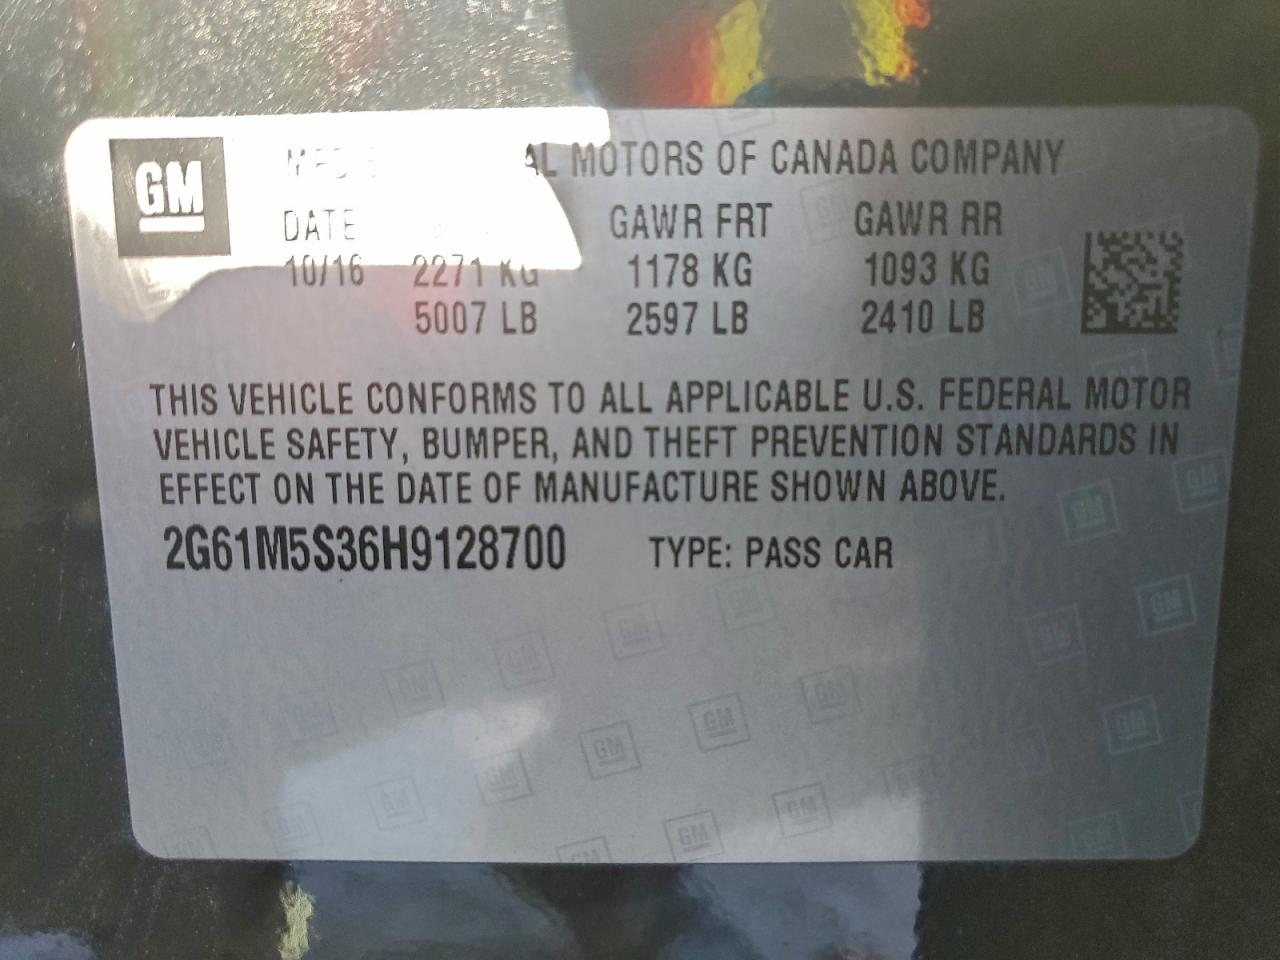 GM
MOTORS OF CANADA COMPANY
DATE GAWR FRT GAWR RR
10/16 2271 KG 1178 KG 1093 KG
5007 LB 2597 LB 2410 LB
THIS VEHICLE CONFORMS TO ALL APPLICABLE U.S. FEDERAL MOTOR
VEHICLE SAFETY, BUMPER, AND THEFT PREVENTION STANDARDS IN
EFFECT ON THE DATE OF MANUFACTURE SHOWN ABOVE.
2G61M5S36H9128700 TYPE: PASS CAR